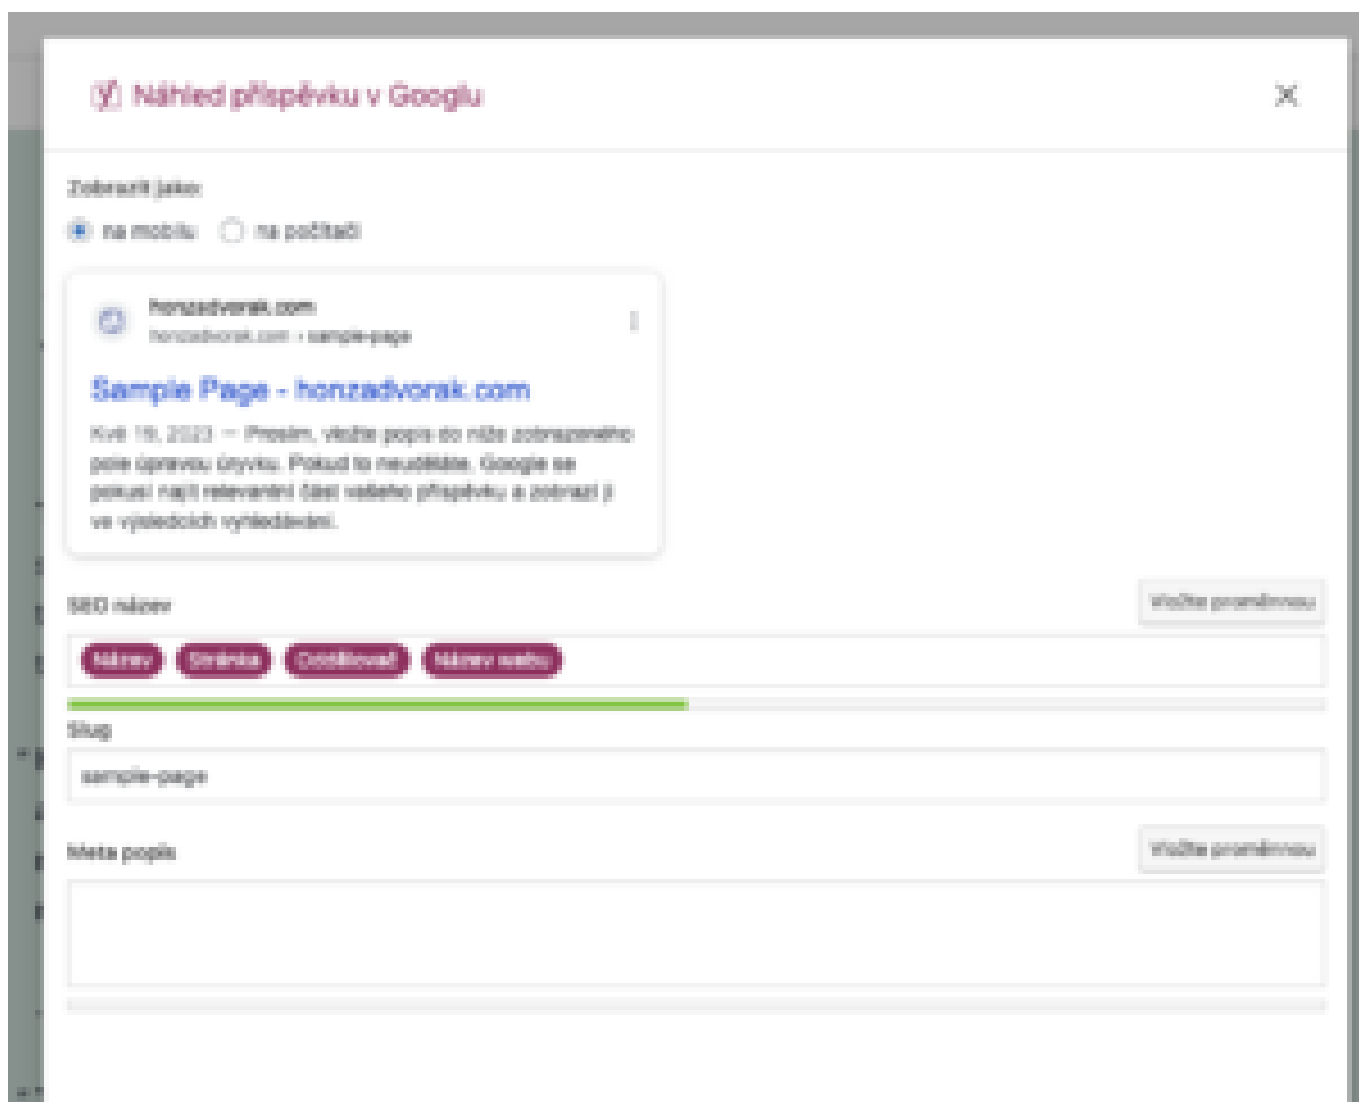 Náhled příspěvku v Googlu
Zobrazit jako:
na mobilu na počítači
honzadvorak.com
honzadvorak.com › sample-page
Sample Page - honzadvorak.com
Kvě 19, 2023 — Prosím, vložte popis do níže zobrazeného
pole úpravou úryvku. Pokud to neuděláte, Google se
pokusí najít relevantní část vašeho příspěvku a zobrazí ji
ve výsledcích vyhledávání.
SEO název
Vložte proměnnou
Název Stránka Oddělovač Název webu
Slug
sample-page
Meta popis
Vložte proměnnou